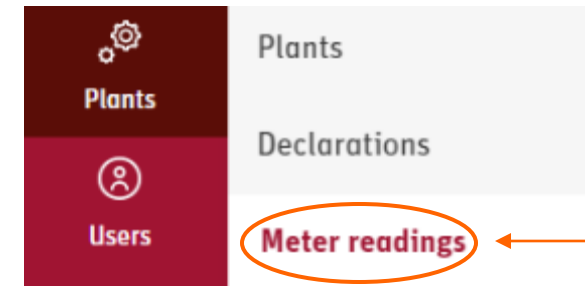 Plants
Users
Plants
Declarations
Meter readings